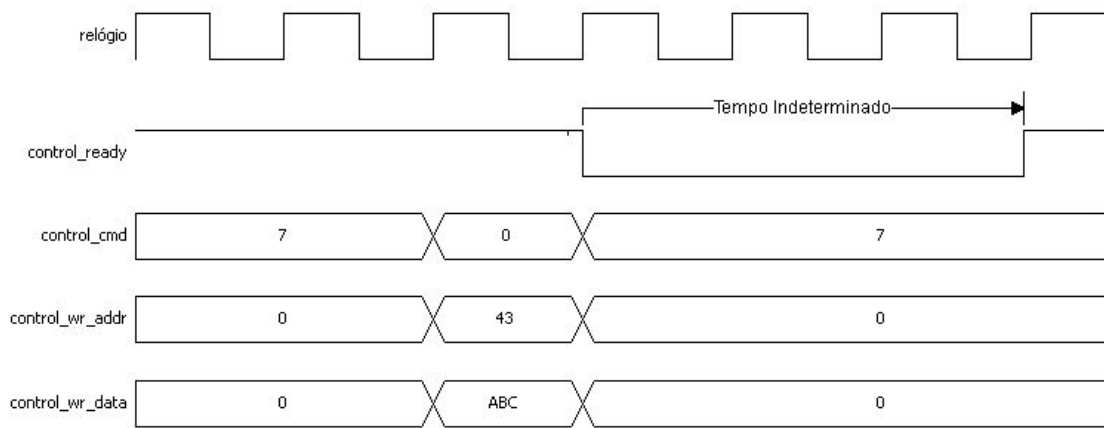 relógio
Tempo Indeterminado
control_ready
control_cmd 7 0 7
control_wr_addr 0 43 0
control_wr_data 0 ABC 0